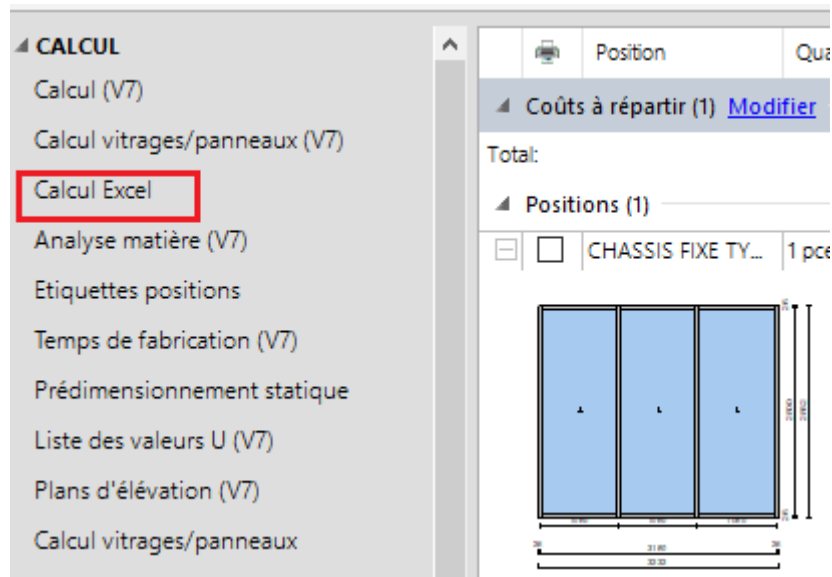 CALCUL
Calcul (V7)
Calcul vitrages/panneaux (V7)
Calcul Excel
Analyse matière (V7)
Etiquettes positions
Temps de fabrication (V7)
Prédimensionnement statique
Liste des valeurs U (V7)
Plans d'élévation (V7)
Calcul vitrages/panneaux
Position Qua
Coûts à répartir (1) Modifier
Total:
Positions (1)
CHASSIS FIXE TY... 1 pce
3180
3232